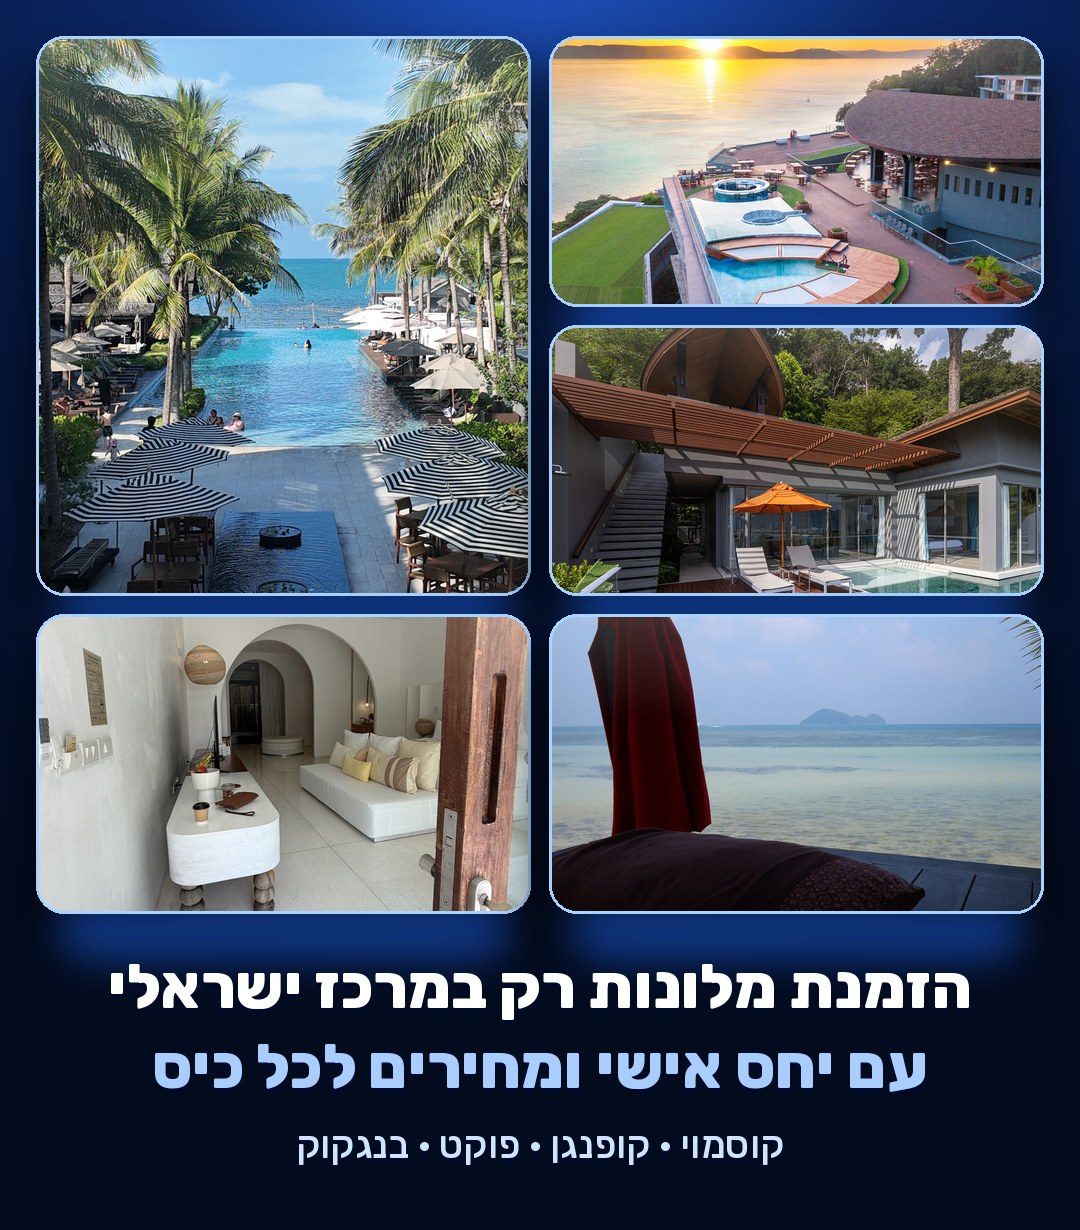 הזמנת מלונות רק במרכז ישראלי
עם יחס אישי ומחירים לכל כיס
קוסמוי • קופנגן • פוקט • בנגקוק